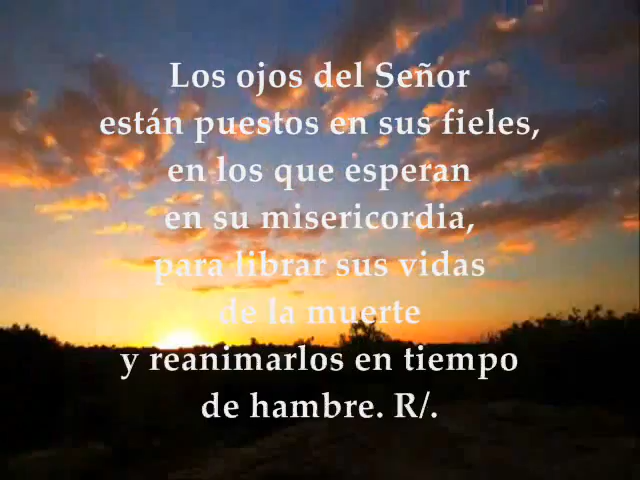 Los ojos del Señor
están puestos en sus fieles,
en los que esperan
en su misericordia,
para librar sus vidas
de la muerte
y reanimarlos en tiempo
de hambre. R/.